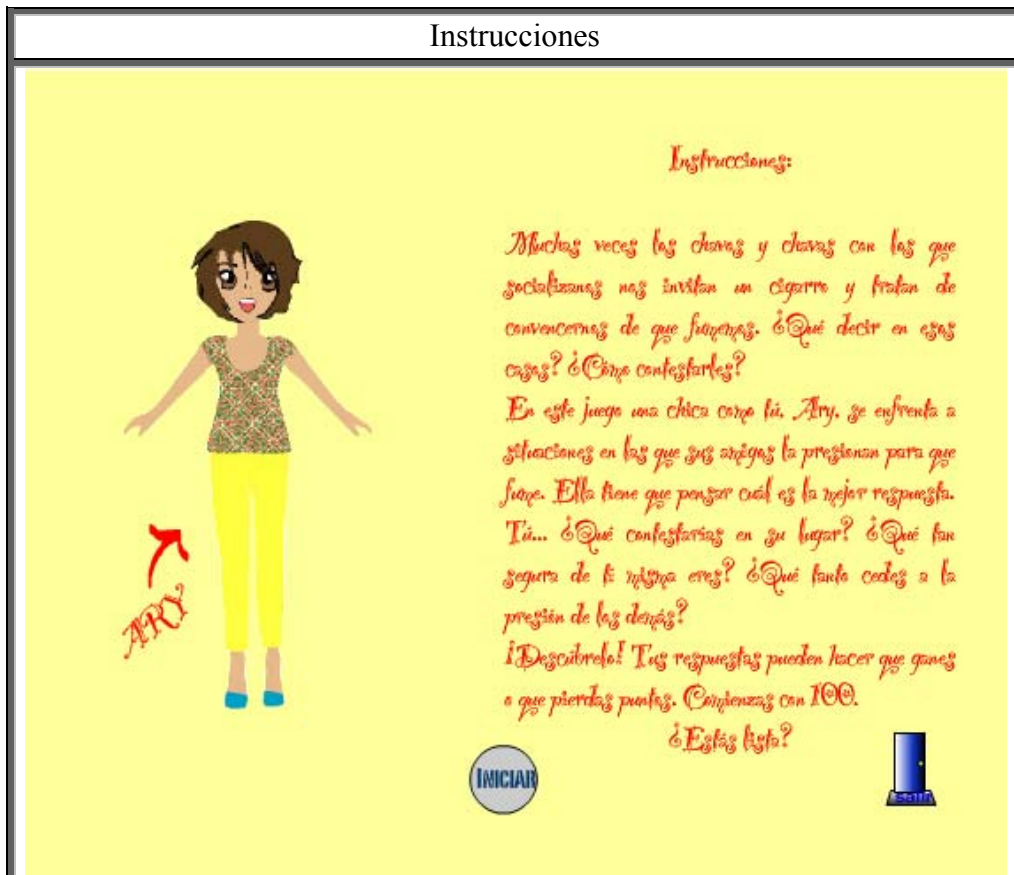 Instrucciones
Instrucciones:
Muchas veces los chavos y chavas con los que
socializamos nos invitan un cigarro y tratan de
convencernos de que fumemos. ¿Qué decir en esos
casos? ¿Cómo contestarles?
En este juego una chica como tú, Ary, se enfrenta a
situaciones en las que sus amigos la presionan para que
fume. Ella tiene que pensar cuál es la mejor respuesta.
Tú... ¿Qué contestarías en su lugar? ¿Qué tan
segura de ti misma eres? ¿Qué tanto cedes a la
presión de los demás?
¡Descúbrelo! Tus respuestas pueden hacer que ganes
o que pierdas puntos. Comienzas con 100.
¿Estás lista?
ARY
INICIAR
salir